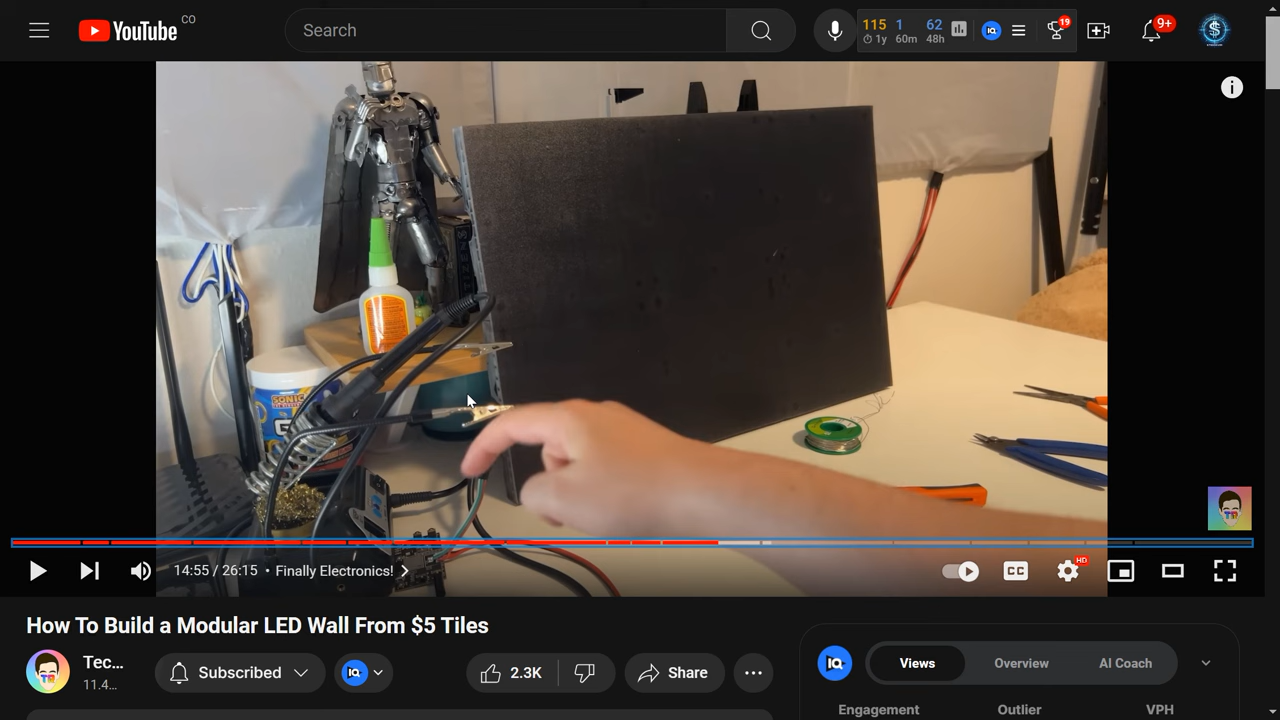 YouTube CO
Search
115 1 62
1y 60m 48h
IQ
19
9+
$
i
SONIC
14:55 / 26:15 • Finally Electronics!
CC
HD
How To Build a Modular LED Wall From $5 Tiles
Tec...
11.4...
Subscribed
IQ
2.3K
Share
IQ
Views
Overview
AI Coach
Engagement
Outlier
VPH